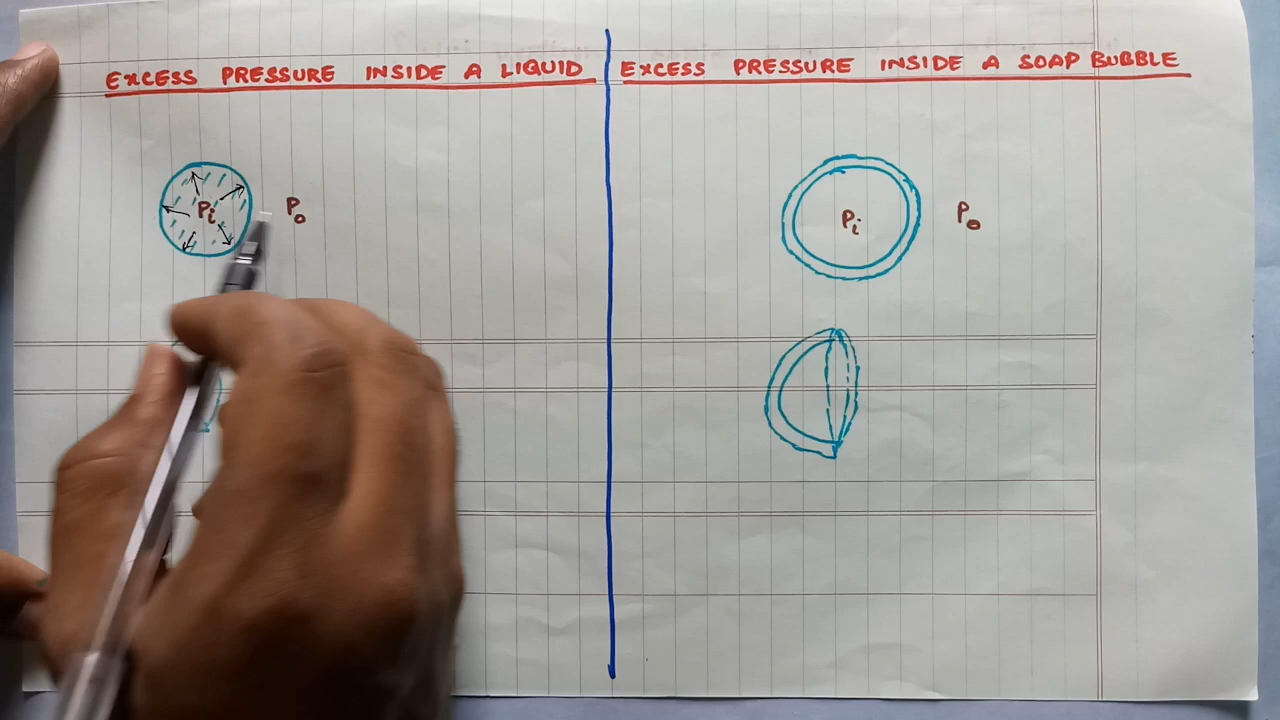 EXCESS PRESSURE INSIDE A LIQUID
Pi Po
EXCESS PRESSURE INSIDE A SOAP BUBBLE
Pi Po